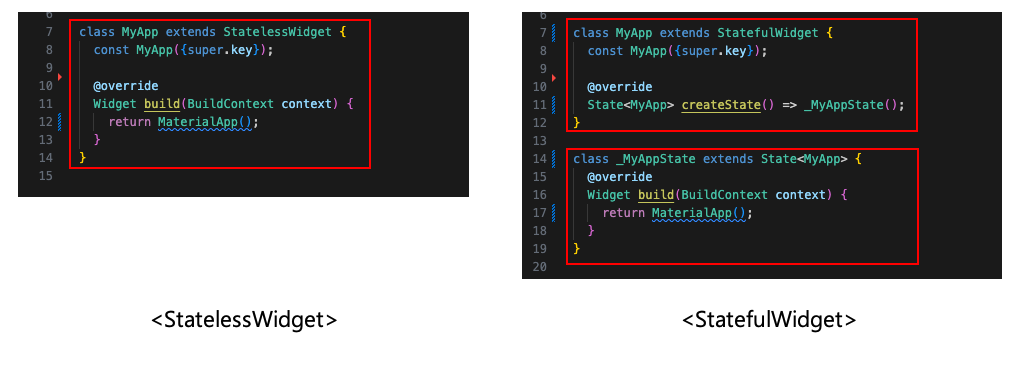 6
7 class MyApp extends StatelessWidget {
8 const MyApp({super.key});
9
10 @override
11 Widget build(BuildContext context) {
12 return MaterialApp();
13 }
14 }
15
<StatelessWidget>
6
7 class MyApp extends StatefulWidget {
8 const MyApp({super.key});
9
10 @override
11 State<MyApp> createState() => _MyAppState();
12 }
13
14 class _MyAppState extends State<MyApp> {
15 @override
16 Widget build(BuildContext context) {
17 return MaterialApp();
18 }
19 }
20
<StatefulWidget>